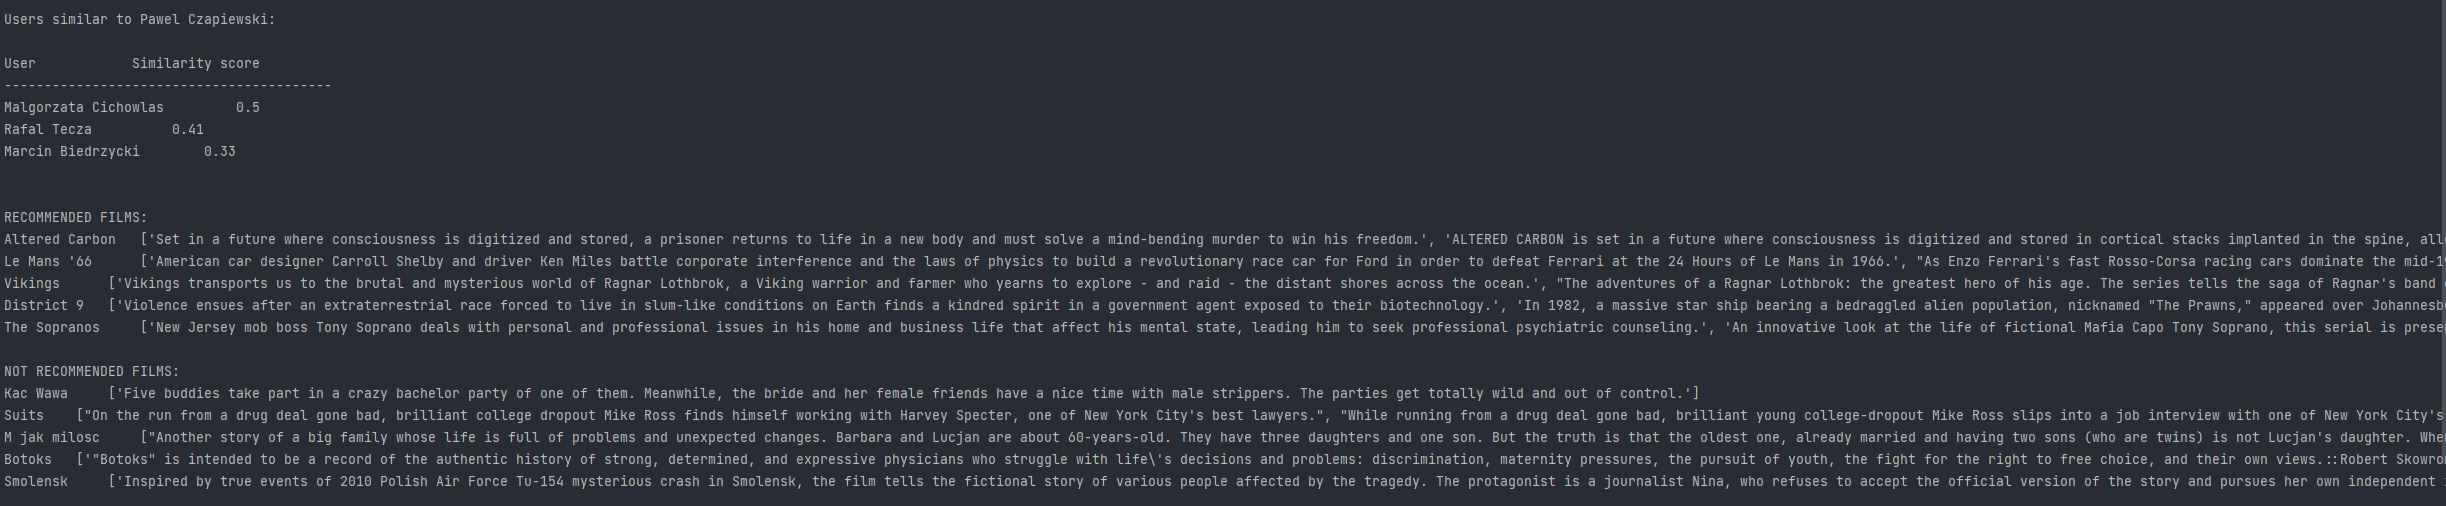 Users similar to Pawel Czapiewski:
User Similarity score
-----------------------------------------
Malgorzata Cichowlas 0.5
Rafal Tecza 0.41
Marcin Biedrzycki 0.33
RECOMMENDED FILMS:
Altered Carbon ['Set in a future where consciousness is digitized and stored, a prisoner returns to life in a new body and must solve a mind-bending murder to win his freedom.', 'ALTERED CARBON is set in a future where consciousness is digitized and stored in cortical stacks implanted in the spine,
Le Mans '66 ['American car designer Carroll Shelby and driver Ken Miles battle corporate interference and the laws of physics to build a revolutionary race car for Ford in order to defeat Ferrari at the 24 Hours of Le Mans in 1966.', "As Enzo Ferrari's fast Rosso-Corsa racing cars dominate the
Vikings ['Vikings transports us to the brutal and mysterious world of Ragnar Lothbrok, a Viking warrior and farmer who yearns to explore - and raid - the distant shores across the ocean.', "The adventures of a Ragnar Lothbrok: the greatest hero of his age. The series tells the saga of Ragnar's band
District 9 ['Violence ensues after an extraterrestrial race forced to live in slum-like conditions on Earth finds a kindred spirit in a government agent exposed to their biotechnology.', 'In 1982, a massive star ship bearing a bedraggled alien population, nicknamed "The Prawns," appeared over
The Sopranos ['New Jersey mob boss Tony Soprano deals with personal and professional issues in his home and business life that affect his mental state, leading him to seek professional psychiatric counseling.', 'An innovative look at the life of fictional Mafia Capo Tony Soprano, this serial is
NOT RECOMMENDED FILMS:
Kac Wawa ['Five buddies take part in a crazy bachelor party of one of them. Meanwhile, the bride and her female friends have a nice time with male strippers. The parties get totally wild and out of control.']
Suits ["On the run from a drug deal gone bad, brilliant college dropout Mike Ross finds himself working with Harvey Specter, one of New York City's best lawyers.", "While running from a drug deal gone bad, brilliant young college-dropout Mike Ross slips into a job interview with one of New York City's
M jak milosc ["Another story of a big family whose life is full of problems and unexpected changes. Barbara and Lucjan are about 60-years-old. They have three daughters and one son. But the truth is that the oldest one, already married and having two sons (who are twins) is not Lucjan's daughter.
Botoks ['"Botoks" is intended to be a record of the authentic history of strong, determined, and expressive physicians who struggle with life\'s decisions and problems: discrimination, maternity pressures, the pursuit of youth, the fight for the right to free choice, and their own views.::Robert
Smolensk ['Inspired by true events of 2010 Polish Air Force Tu-154 mysterious crash in Smolensk, the film tells the fictional story of various people affected by the tragedy. The protagonist is a journalist Nina, who refuses to accept the official version of the story and pursues her own independent